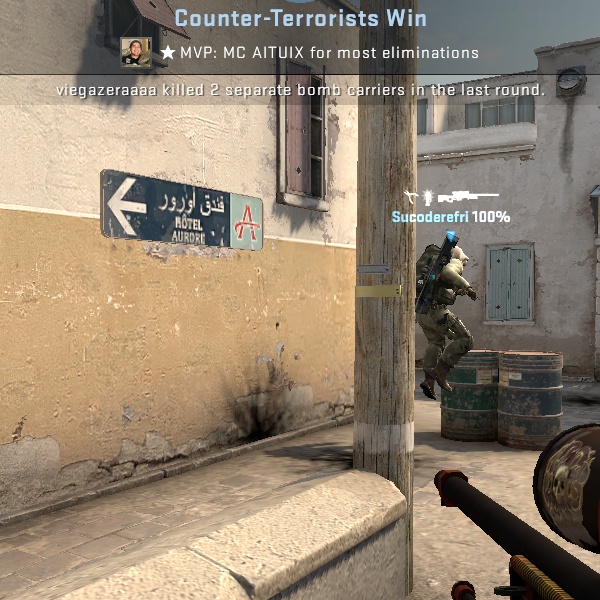 Counter-Terrorists Win
★ MVP: MC AITUIX for most eliminations
viegazeraaaa killed 2 separate bomb carriers in the last round.
فندق اورور
HÔTEL
AURORE
A
Sucoderefri 100%